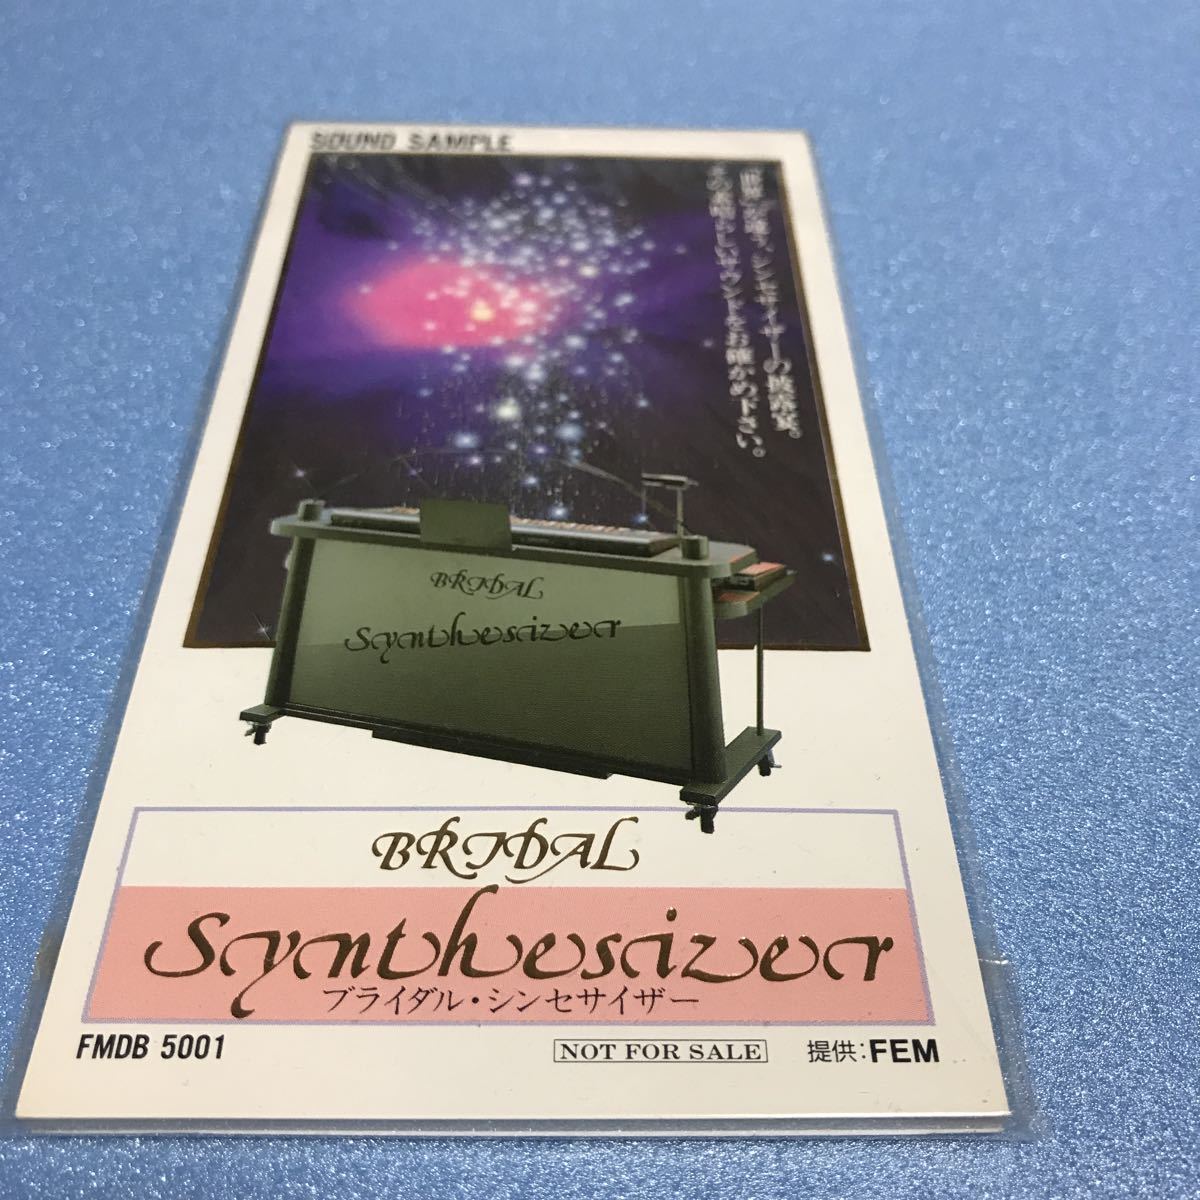 SOUND SAMPLE
世界が違う、シンセサイザーの披露宴。
その素晴らしいサウンドをお確かめ下さい。
BRIDAL
Synthesizer
BRIDAL
Synthesizer
ブライダル・シンセサイザー
FMDB 5001
NOT FOR SALE
提供:FEM